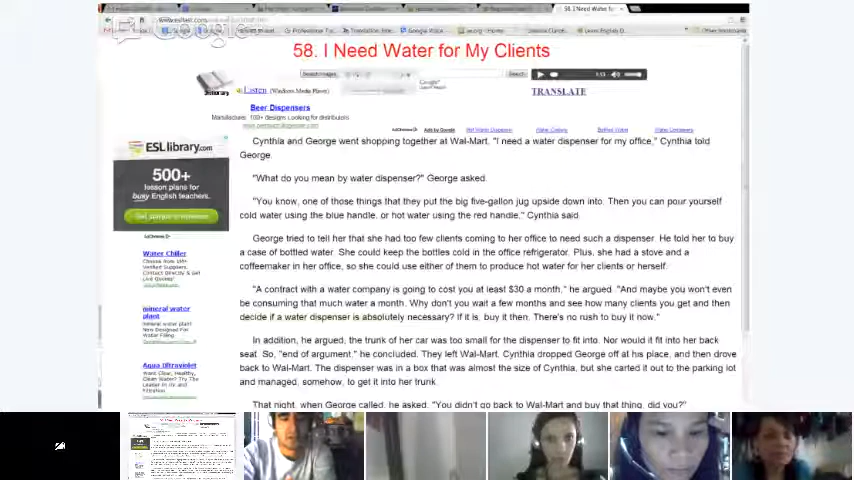 58. I Need Water for My Clients
Search
Listen (Windows Media Player)
TRANSLATE
Beer Dispensers
Manufacture: 100+ designs Looking for distributors
Cynthia and George went shopping together at Wal-Mart. "I need a water dispenser for my office," Cynthia told
George.
ESL library.com
500+
lesson plans for
busy English teachers.
"What do you mean by water dispenser?" George asked.
"You know, one of those things that they put the big five-gallon jug upside down into. Then you can pour yourself
cold water using the blue handle, or hot water using the red handle," Cynthia said.
George tried to tell her that she had too few clients coming to her office to need such a dispenser. He told her to buy
a case of bottled water. She could keep the bottles cold in the office refrigerator. Plus, she had a stove and a
coffeemaker in her office, so she could use either of them to produce hot water for her clients or herself.
Water Chiller
"A contract with a water company is going to cost you at least $30 a month," he argued. "And maybe you won't even
be consuming that much water a month. Why don't you wait a few months and see how many clients you get and then
decide if a water dispenser is absolutely necessary? If it is, buy it then. There's no rush to buy it now."
mineral water
plant
In addition, he argued, the trunk of her car was too small for the dispenser to fit into. Nor would it fit into her back
seat. So, "end of argument," he concluded. They left Wal-Mart. Cynthia dropped George off at his place, and then drove
back to Wal-Mart. The dispenser was in a box that was almost the size of Cynthia, but she carted it out to the parking lot
and managed, somehow, to get it into her trunk.
Aqua Ultraviolet
That night, when George called, he asked, "You didn't go back to Wal-Mart and buy that thing, did you?"